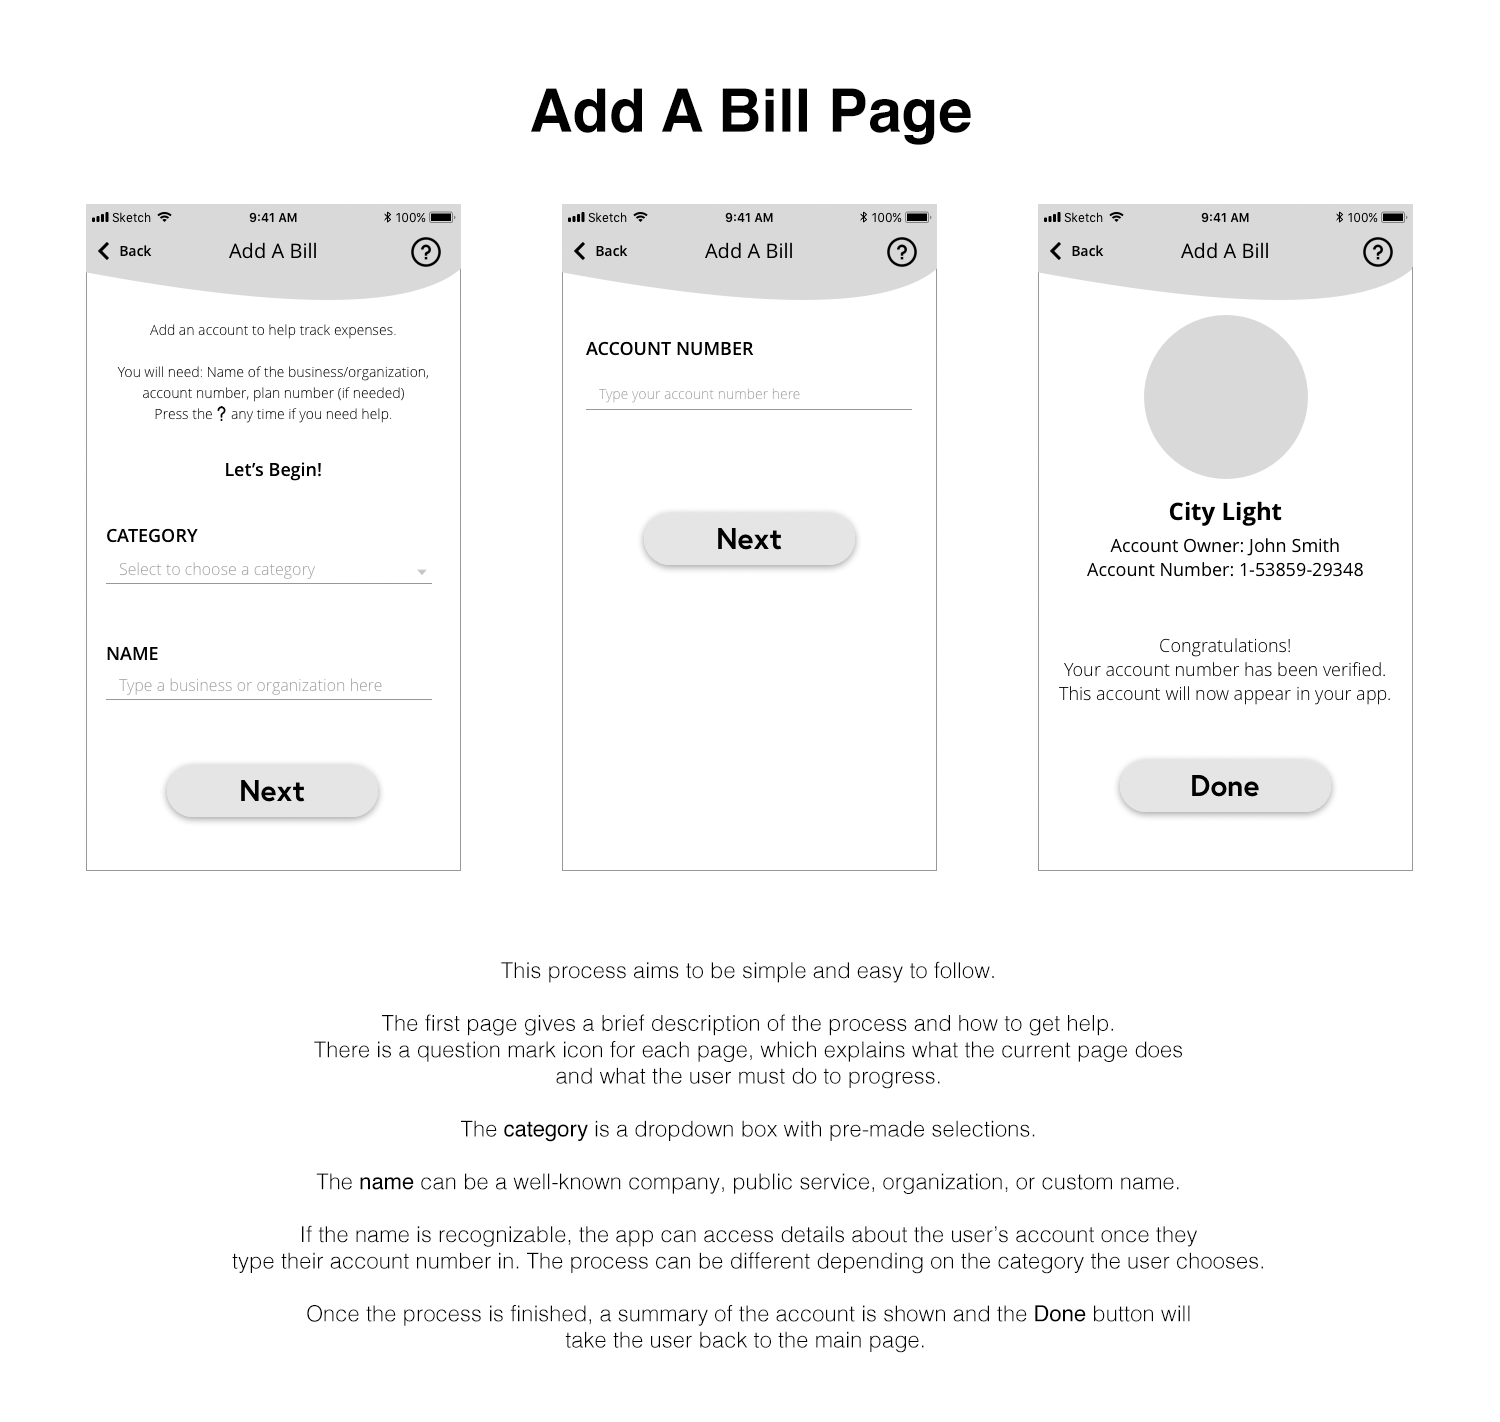 Add A Bill Page
Sketch 9:41 AM 100%
Back Add A Bill ?
Add an account to help track expenses.
You will need: Name of the business/organization,
account number, plan number (if needed)
Press the ? any time if you need help.
Let's Begin!
CATEGORY
Select to choose a category
NAME
Type a business or organization here
Next
Sketch 9:41 AM 100%
Back Add A Bill ?
ACCOUNT NUMBER
Type your account number here
Next
Sketch 9:41 AM 100%
Back Add A Bill ?
City Light
Account Owner: John Smith
Account Number: 1-53859-29348
Congratulations!
Your account number has been verified.
This account will now appear in your app.
Done
This process aims to be simple and easy to follow.
The first page gives a brief description of the process and how to get help.
There is a question mark icon for each page, which explains what the current page does
and what the user must do to progress.
The category is a dropdown box with pre-made selections.
The name can be a well-known company, public service, organization, or custom name.
If the name is recognizable, the app can access details about the user's account once they
type their account number in. The process can be different depending on the category the user chooses.
Once the process is finished, a summary of the account is shown and the Done button will
take the user back to the main page.